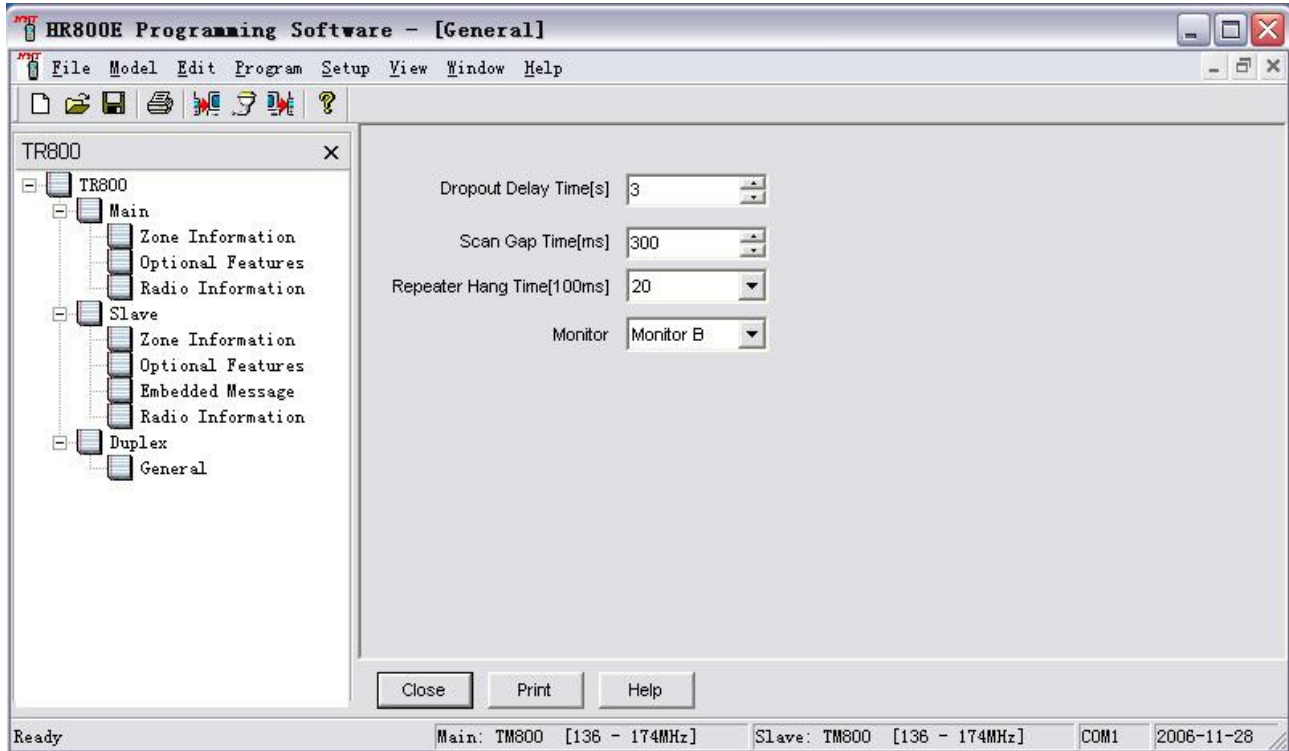 HR800E Programming Software - [General]
File Model Edit Program Setup View Window Help
TR800
TR800
Main
Zone Information
Optional Features
Radio Information
Slave
Zone Information
Optional Features
Embedded Message
Radio Information
Duplex
General
Dropout Delay Time[s] 3
Scan Gap Time[ms] 300
Repeater Hang Time[100ms] 20
Monitor Monitor B
Close Print Help
Ready Main: TM800 [136 - 174MHz] Slave: TM800 [136 - 174MHz] COM1 2006-11-28